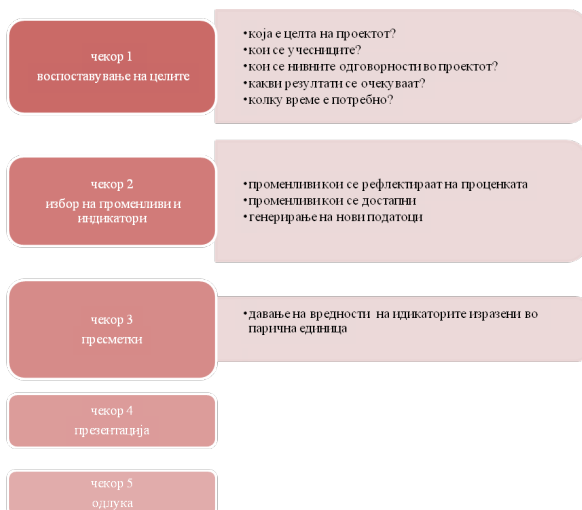 чекор 1
воспоставување на целите
•која е целта на проектот?
•кои се учесниците?
•кои се нивните одговорности во проектот?
•какви резултати се очекуваат?
•колку време е потребно?
чекор 2
избор на променливи и
индикатори
•променливи кои се рефлектираат на проценката
•променливи кои се достапни
•генерирање на нови податоци
чекор 3
пресметки
•давање на вредности на идикаторите изразени во
парична единица
чекор 4
презентација
чекор 5
одлука